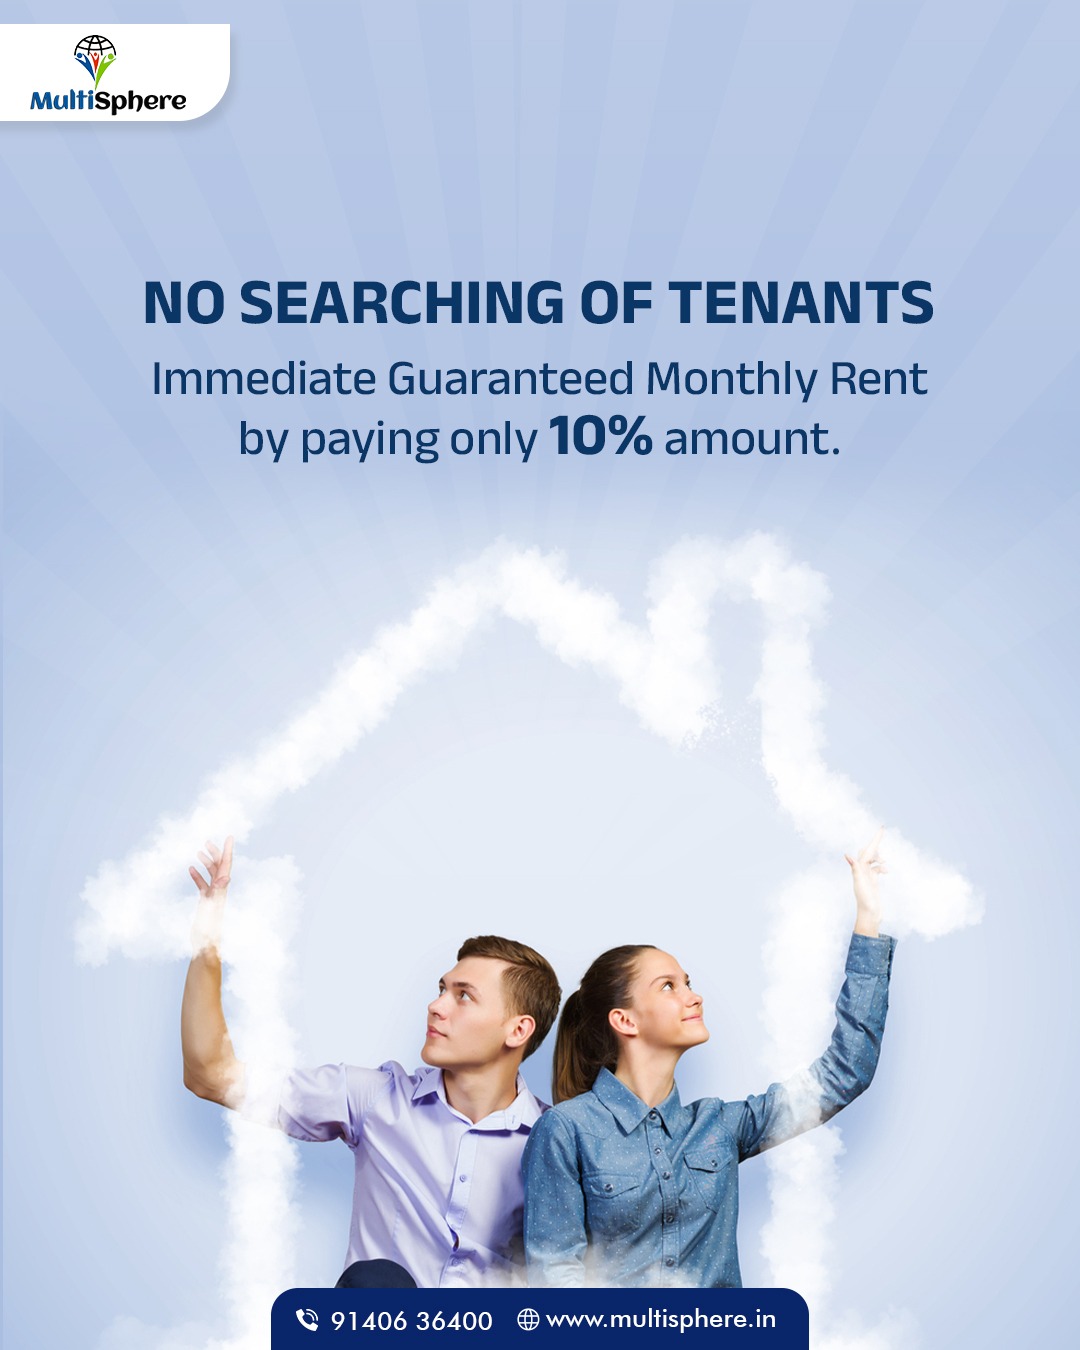 MultiSphere
NO SEARCHING OF TENANTS
Immediate Guaranteed Monthly Rent
by paying only 10% amount.
91406 36400 www.multisphere.in